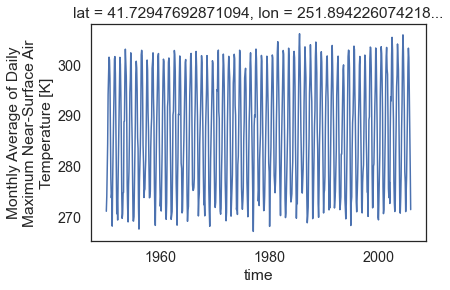 lat = 41.72947692871094, lon = 251.894226074218...
Monthly Average of Daily
Maximum Near-Surface Air
Temperature [K]
300
290
280
270
1960
1980
2000
time